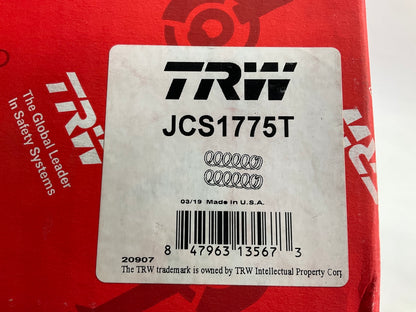 TRW
The Global Leader
In Safety Systems
TRW
JCS1775T
03/19 Made in U.S.A.
8 47963 13567 3
20907
The TRW trademark is owned by TRW Intellectual Property Corp